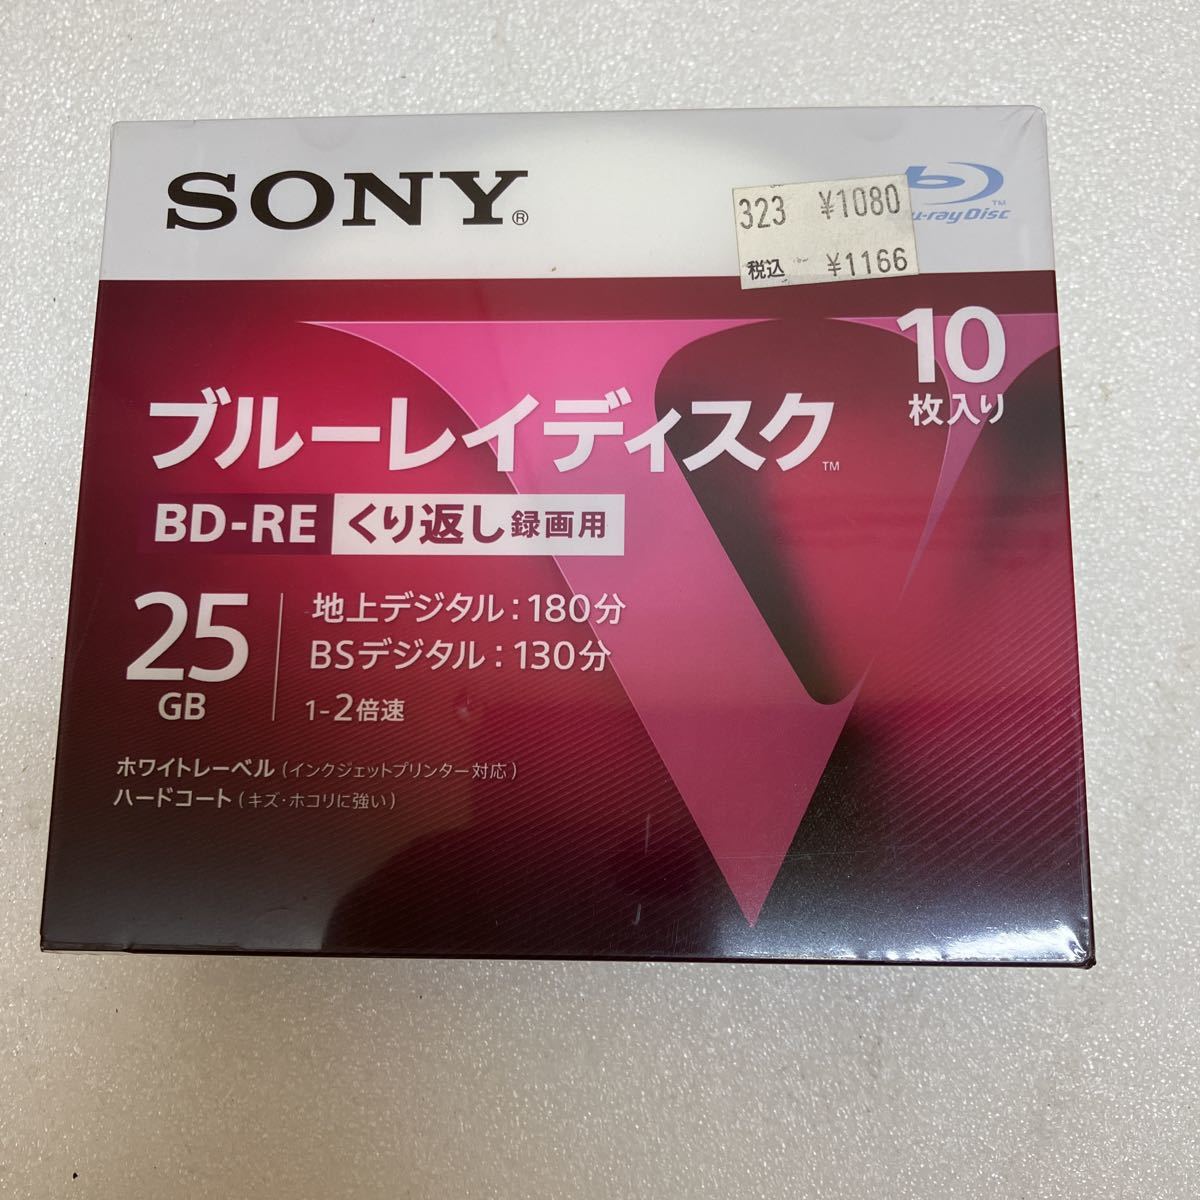 SONY®
323 ¥1080
税込 ¥1166
u-ray Disc™
10
枚入り
ブルーレイディスク™
BD-RE くり返し録画用
25
GB
地上デジタル:180分
BSデジタル:130分
1-2倍速
ホワイトレーベル(インクジェットプリンター対応)
ハードコート(キズ・ホコリに強い)